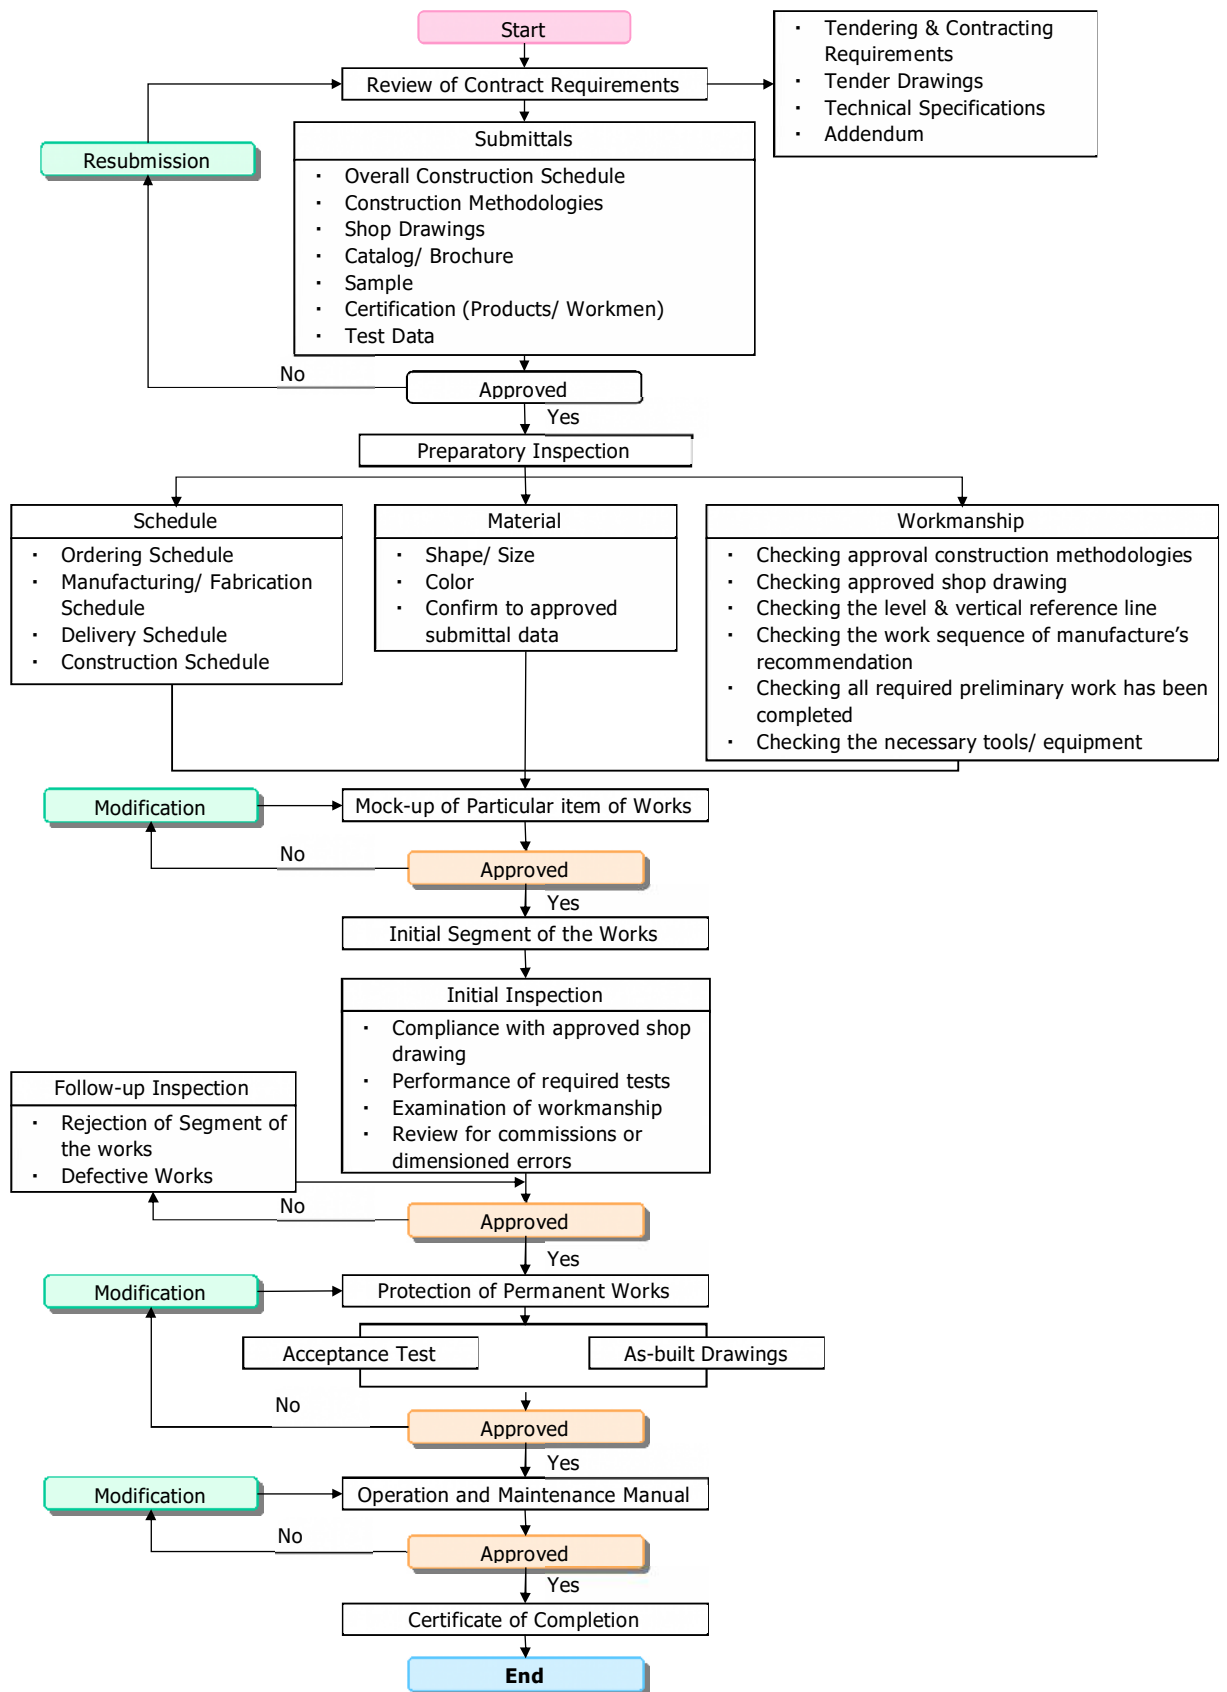 Start
▪ Tendering & Contracting
Requirements
▪ Tender Drawings
▪ Technical Specifications
▪ Addendum
Review of Contract Requirements
Resubmission
Submittals
▪ Overall Construction Schedule
▪ Construction Methodologies
▪ Shop Drawings
▪ Catalog/ Brochure
▪ Sample
▪ Certification (Products/ Workmen)
▪ Test Data
No
Approved
Yes
Preparatory Inspection
Schedule
▪ Ordering Schedule
▪ Manufacturing/ Fabrication
Schedule
▪ Delivery Schedule
▪ Construction Schedule
Material
▪ Shape/ Size
▪ Color
▪ Confirm to approved
submittal data
Workmanship
▪ Checking approval construction methodologies
▪ Checking approved shop drawing
▪ Checking the level & vertical reference line
▪ Checking the work sequence of manufacture’s
recommendation
▪ Checking all required preliminary work has been
completed
▪ Checking the necessary tools/ equipment
Modification
Mock-up of Particular item of Works
No
Approved
Yes
Initial Segment of the Works
Initial Inspection
▪ Compliance with approved shop
drawing
▪ Performance of required tests
▪ Examination of workmanship
▪ Review for commissions or
dimensioned errors
Follow-up Inspection
▪ Rejection of Segment of
the works
▪ Defective Works
No
Approved
Yes
Modification
Protection of Permanent Works
Acceptance Test
As-built Drawings
No
Approved
Yes
Modification
Operation and Maintenance Manual
No
Approved
Yes
Certificate of Completion
End